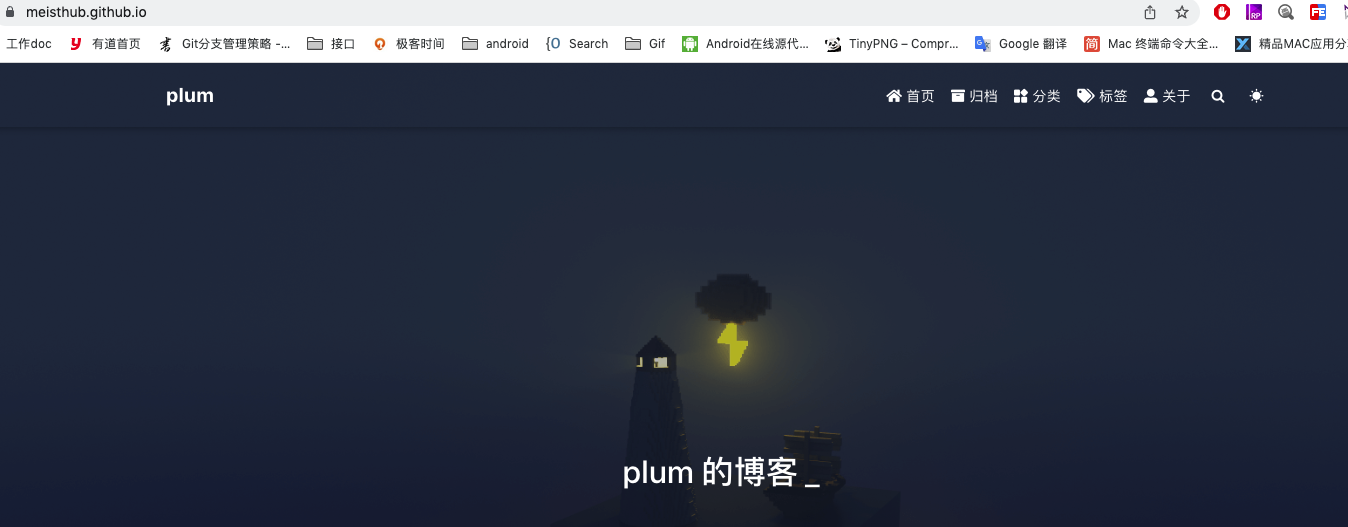 meisthub.github.io
工作doc 有道首页 Git分支管理策略 -... 接口 极客时间 android Search Gif Android在线源代... TinyPNG – Compr... Google 翻译 Mac 终端命令大全... 精品MAC应用分
plum 首页 归档 分类 标签 关于
plum 的博客 _